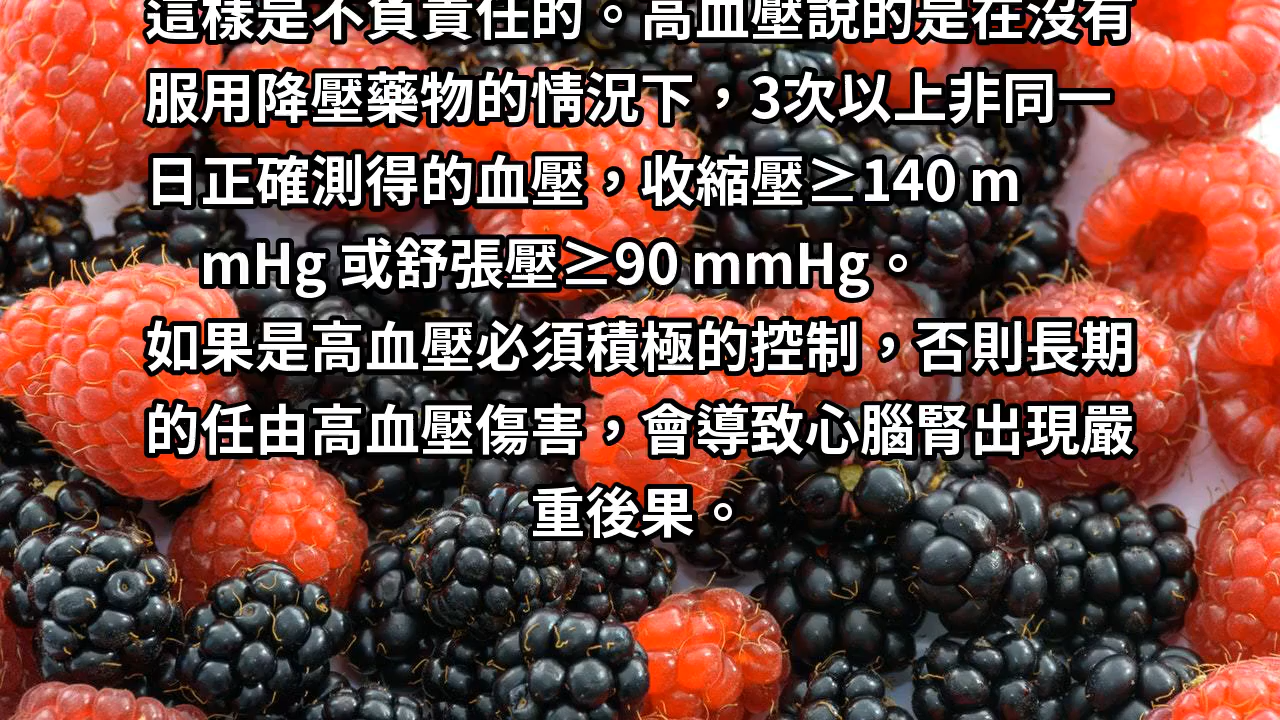 這樣是不負責任的。高血壓說的是在沒有
服用降壓藥物的情況下，3次以上非同一
日正確測得的血壓，收縮壓≥140 m
mHg 或舒張壓≥90 mmHg。
如果是高血壓必須積極的控制，否則長期
的任由高血壓傷害，會導致心腦腎出現嚴
重後果。